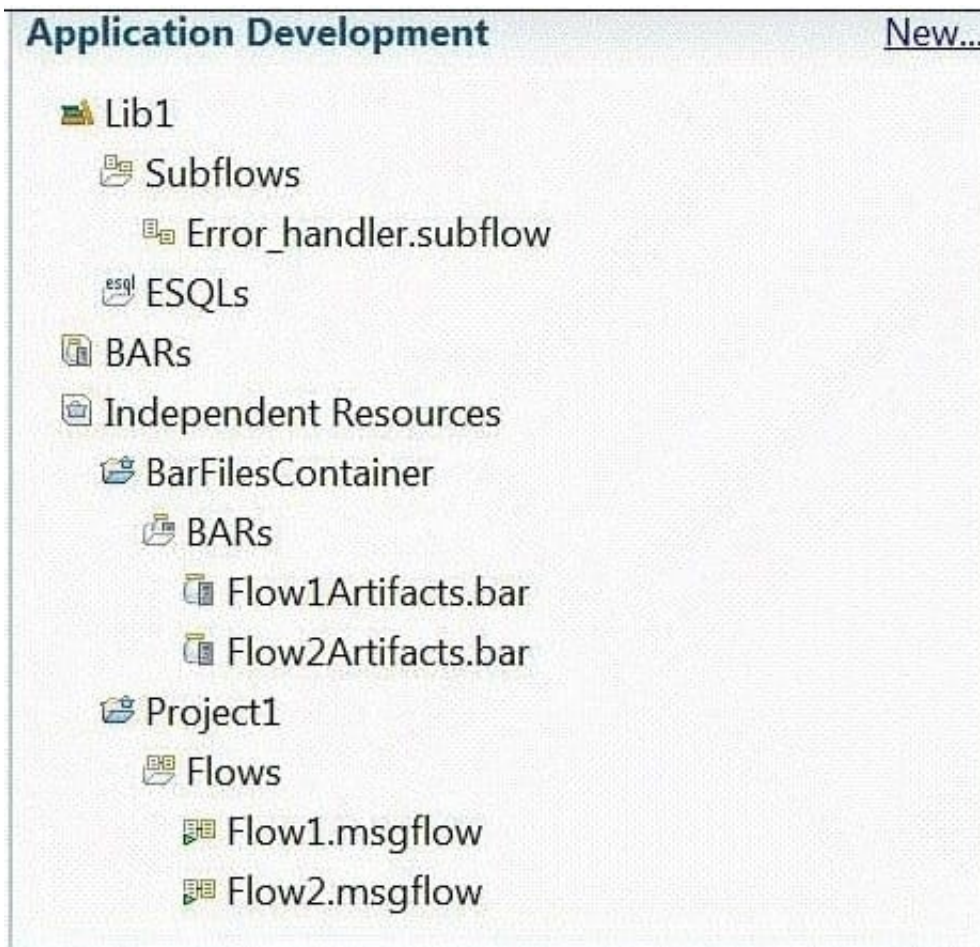 Application Development New...
Lib1
Subflows
Error_handler.subflow
esql ESQLs
BARs
Independent Resources
BarFilesContainer
BARs
Flow1Artifacts.bar
Flow2Artifacts.bar
Project1
Flows
Flow1.msgflow
Flow2.msgflow